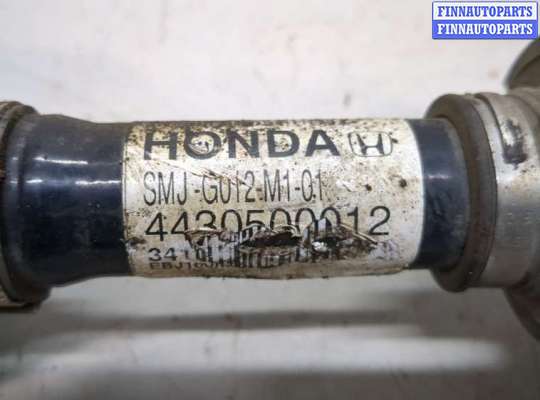 FINNAUTOPARTS
FINNAUTOPARTS
HONDA
SMJ-G012-M1-01
4430500012